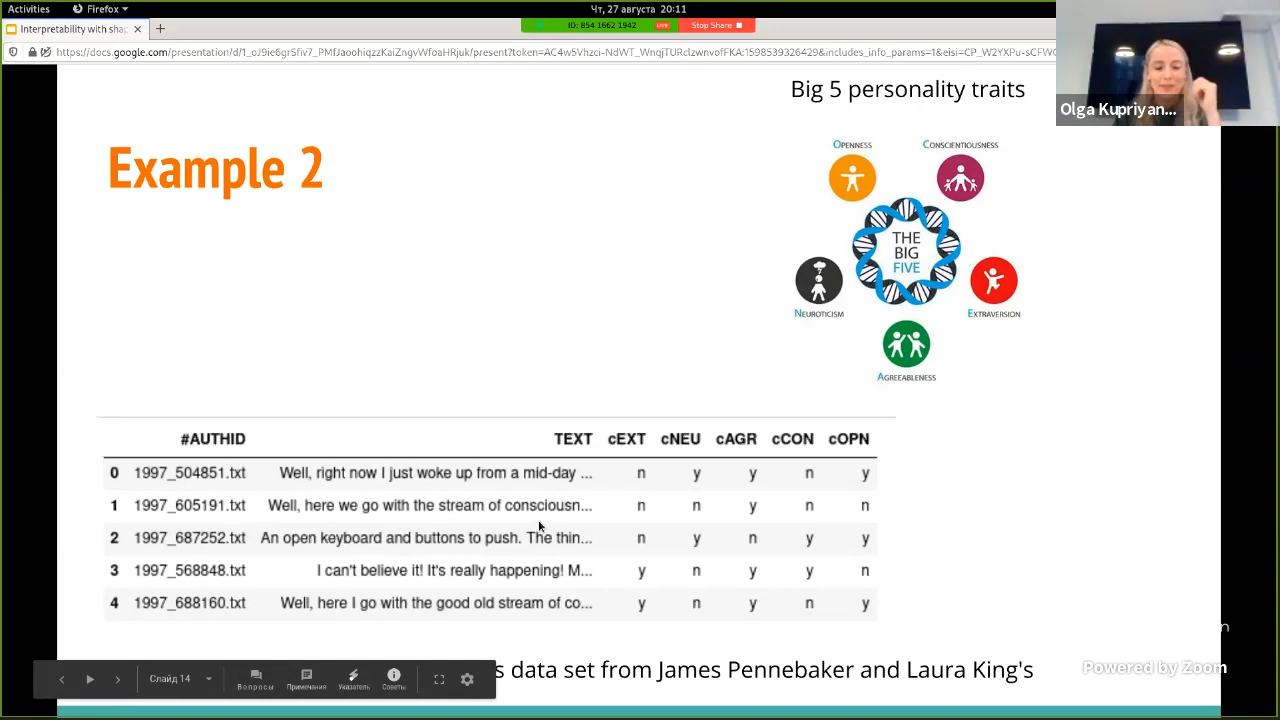 Activities
Firefox
Чт, 27 августа 20:11
ID: 854 1662 1942
LIVE
Stop Share
Interpretability with shap
Big 5 personality traits
Olga Kupriyan...
Example 2
OPENNESS
CONSCIENTIOUSNESS
THE
BIG
FIVE
NEUROTICISM
EXTRAVERSION
AGREEABLENESS
#AUTHID TEXT cEXT cNEU cAGR cCON cOPN
0 1997_504851.txt Well, right now I just woke up from a mid-day ... n y y n y
1 1997_605191.txt Well, here we go with the stream of consciousn... n n y n n
2 1997_687252.txt An open keyboard and buttons to push. The thin... n y n y y
3 1997_568848.txt I can't believe it! It's really happening! M... y n y y n
4 1997_688160.txt Well, here I go with the good old stream of co... y n y n y
n
s data set from James Pennebaker and Laura King's
Powered by Zoom
Слайд 14
Вопросы
Примечания
Указатель
Советы